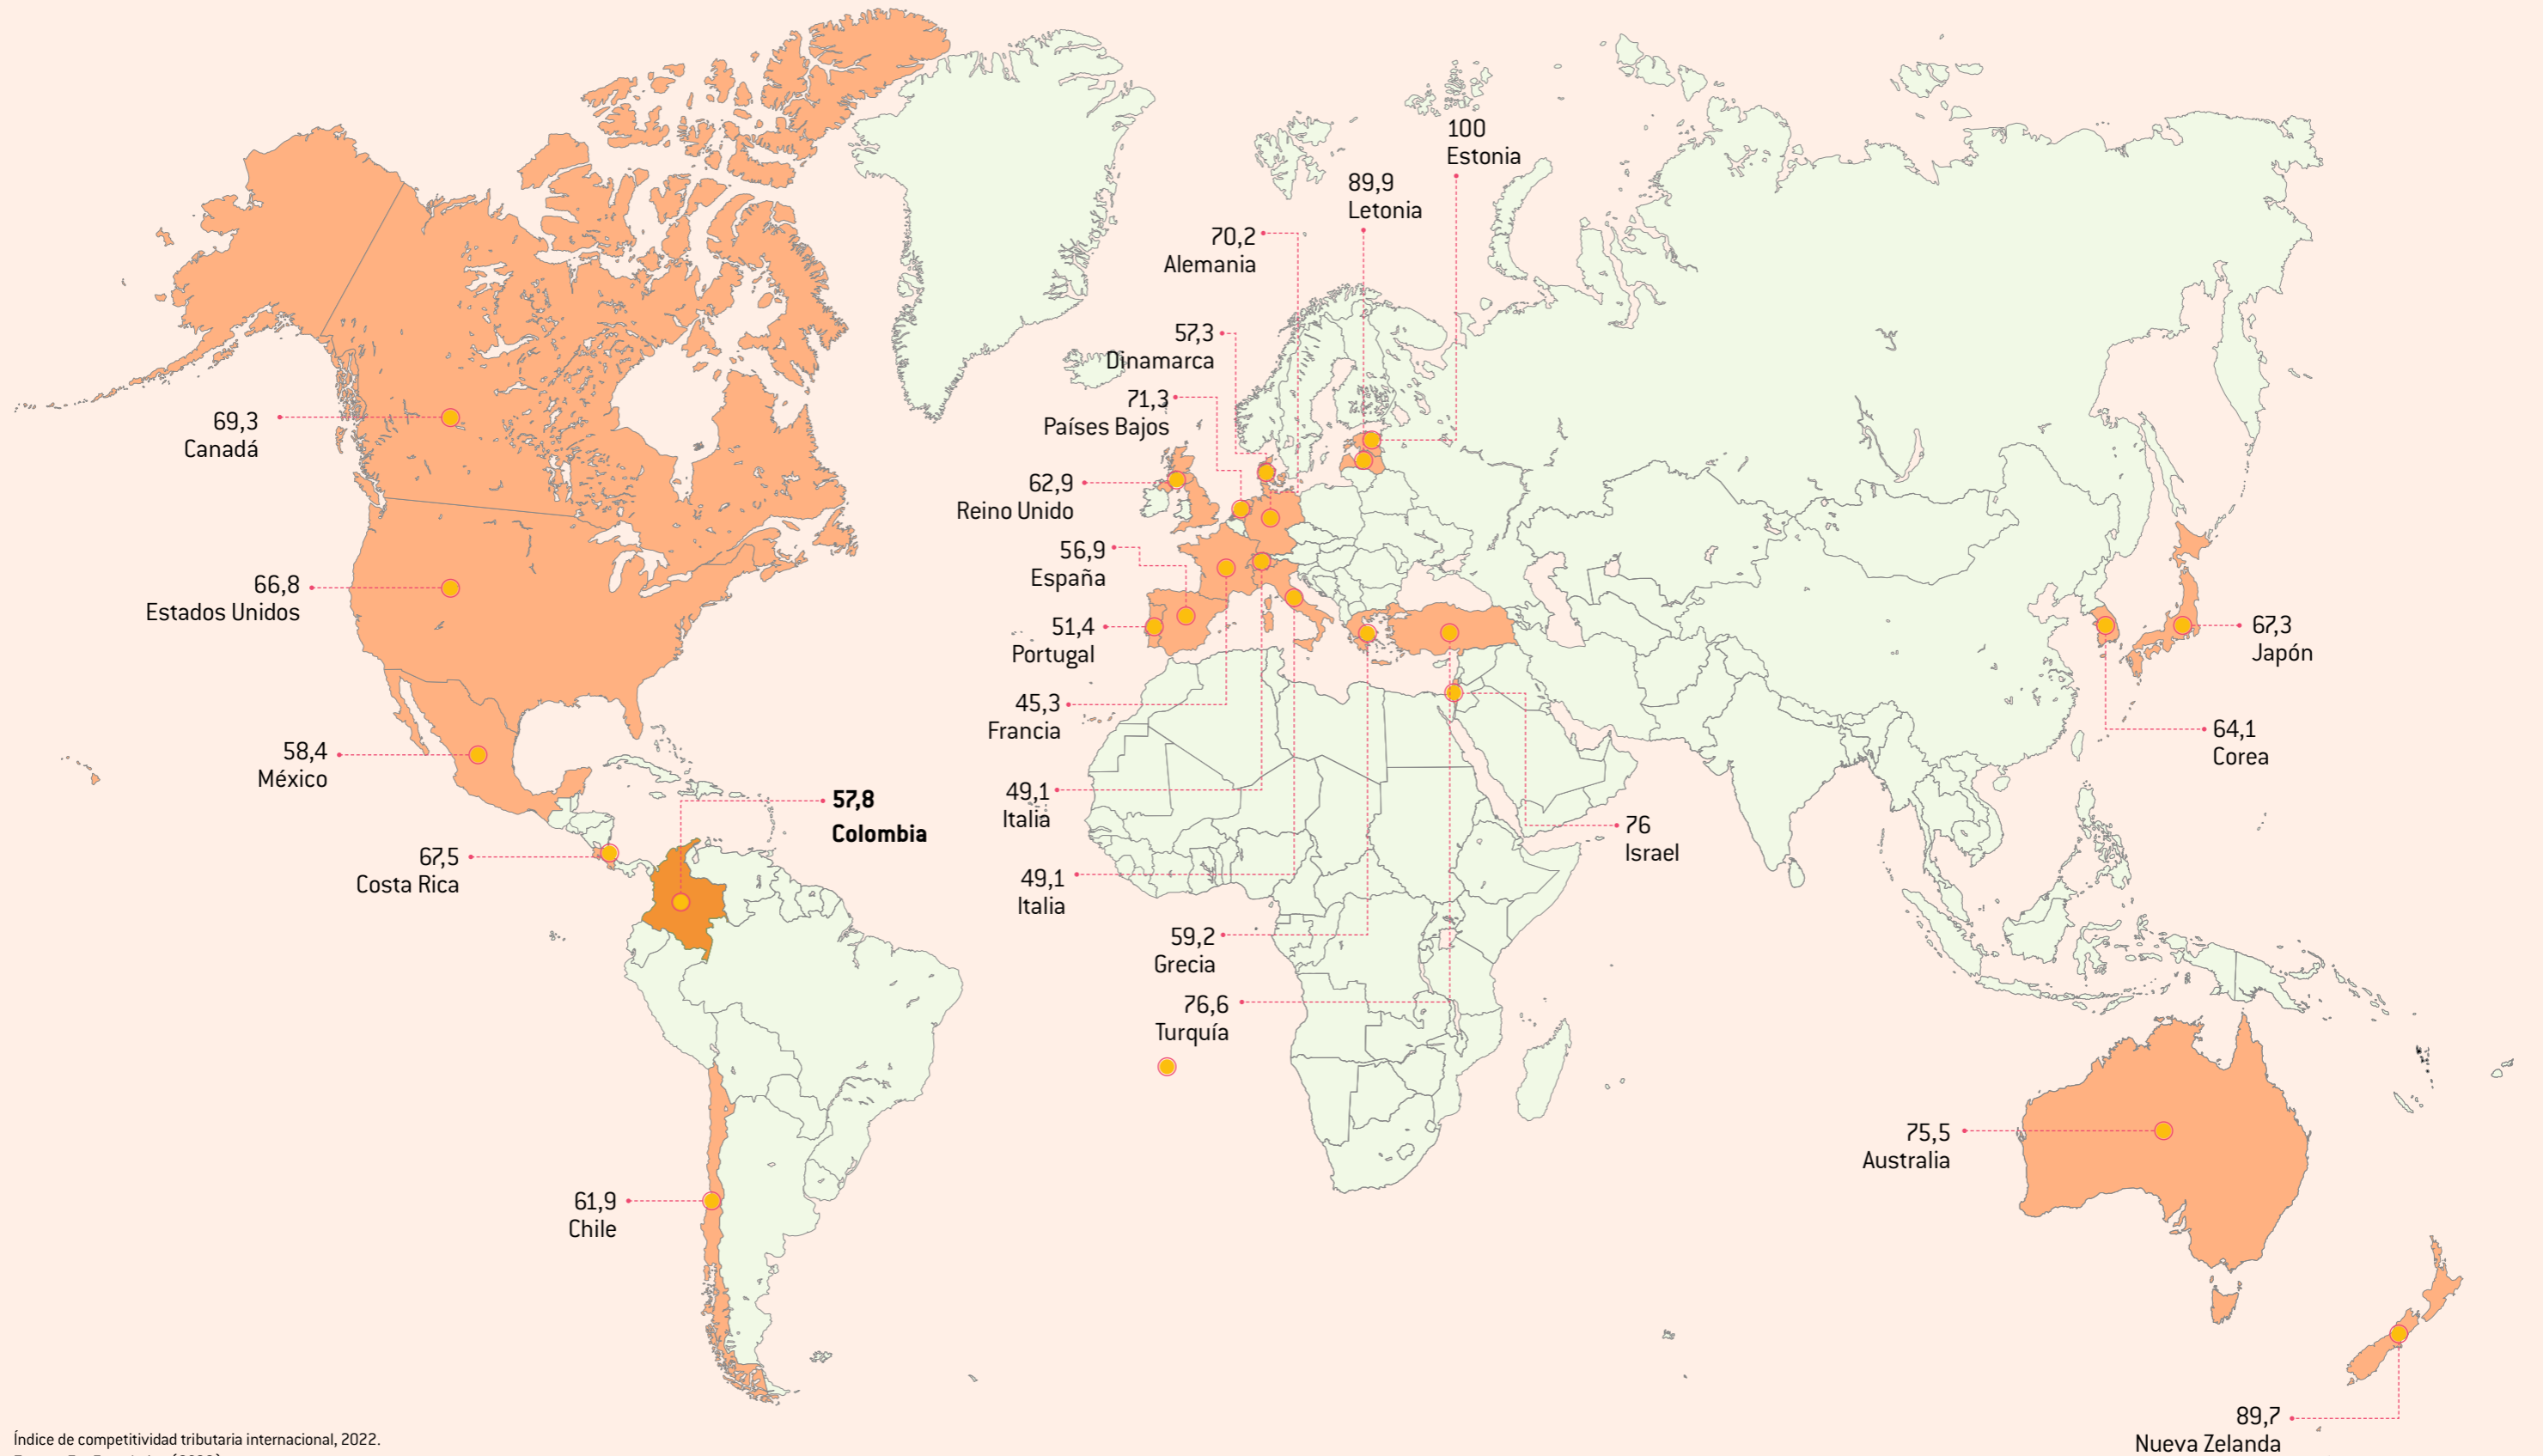 100
Estonia
89,9
Letonia
70,2
Alemania
57,3
Dinamarca
71,3
Países Bajos
69,3
Canadá
62,9
Reino Unido
56,9
España
66,8
Estados Unidos
51,4
Portugal
67,3
Japón
45,3
Francia
64,1
Corea
58,4
México
49,1
Italia
57,8
Colombia
76
Israel
67,5
Costa Rica
49,1
Italia
59,2
Grecia
76,6
Turquía
75,5
Australia
61,9
Chile
89,7
Nueva Zelanda
Índice de competitividad tributaria internacional, 2022.